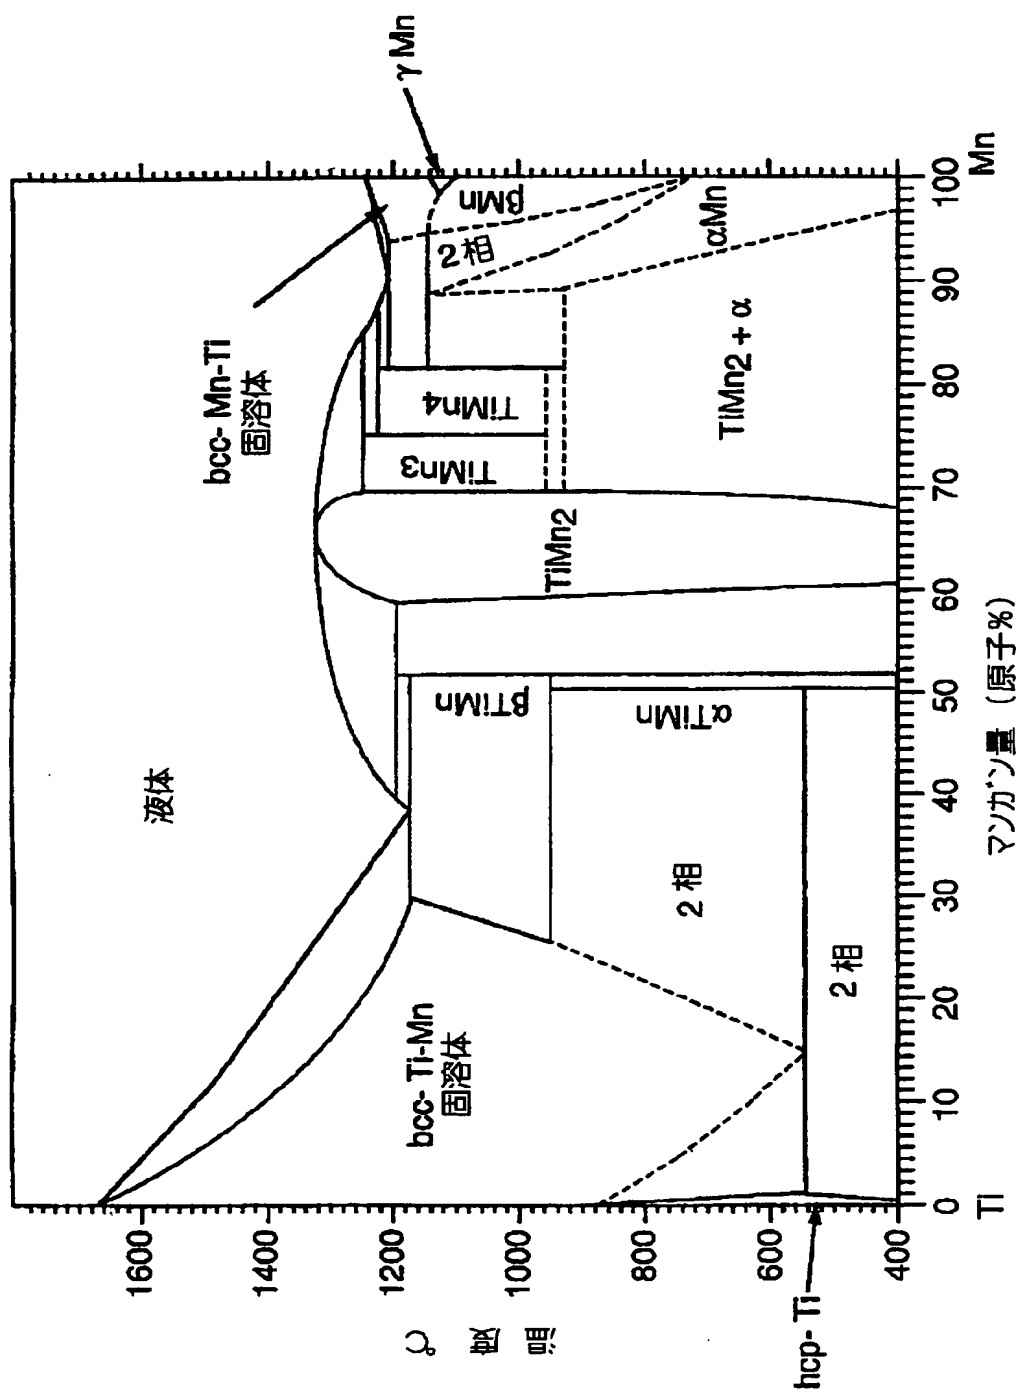 γ Mn
bcc- Mn-Ti
固溶体
液体
βMn
2相
αMn
TiMn4
TiMn3
TiMn2 + α
TiMn2
βTiMn
αTiMn
2相
2相
bcc- Ti-Mn
固溶体
1600
1400
1200
1000
800
600
400
温度 ℃
hcp- Ti
0
10
20
30
40
50
60
70
80
90
100
Ti
Mn
マンガン量 (原子%)